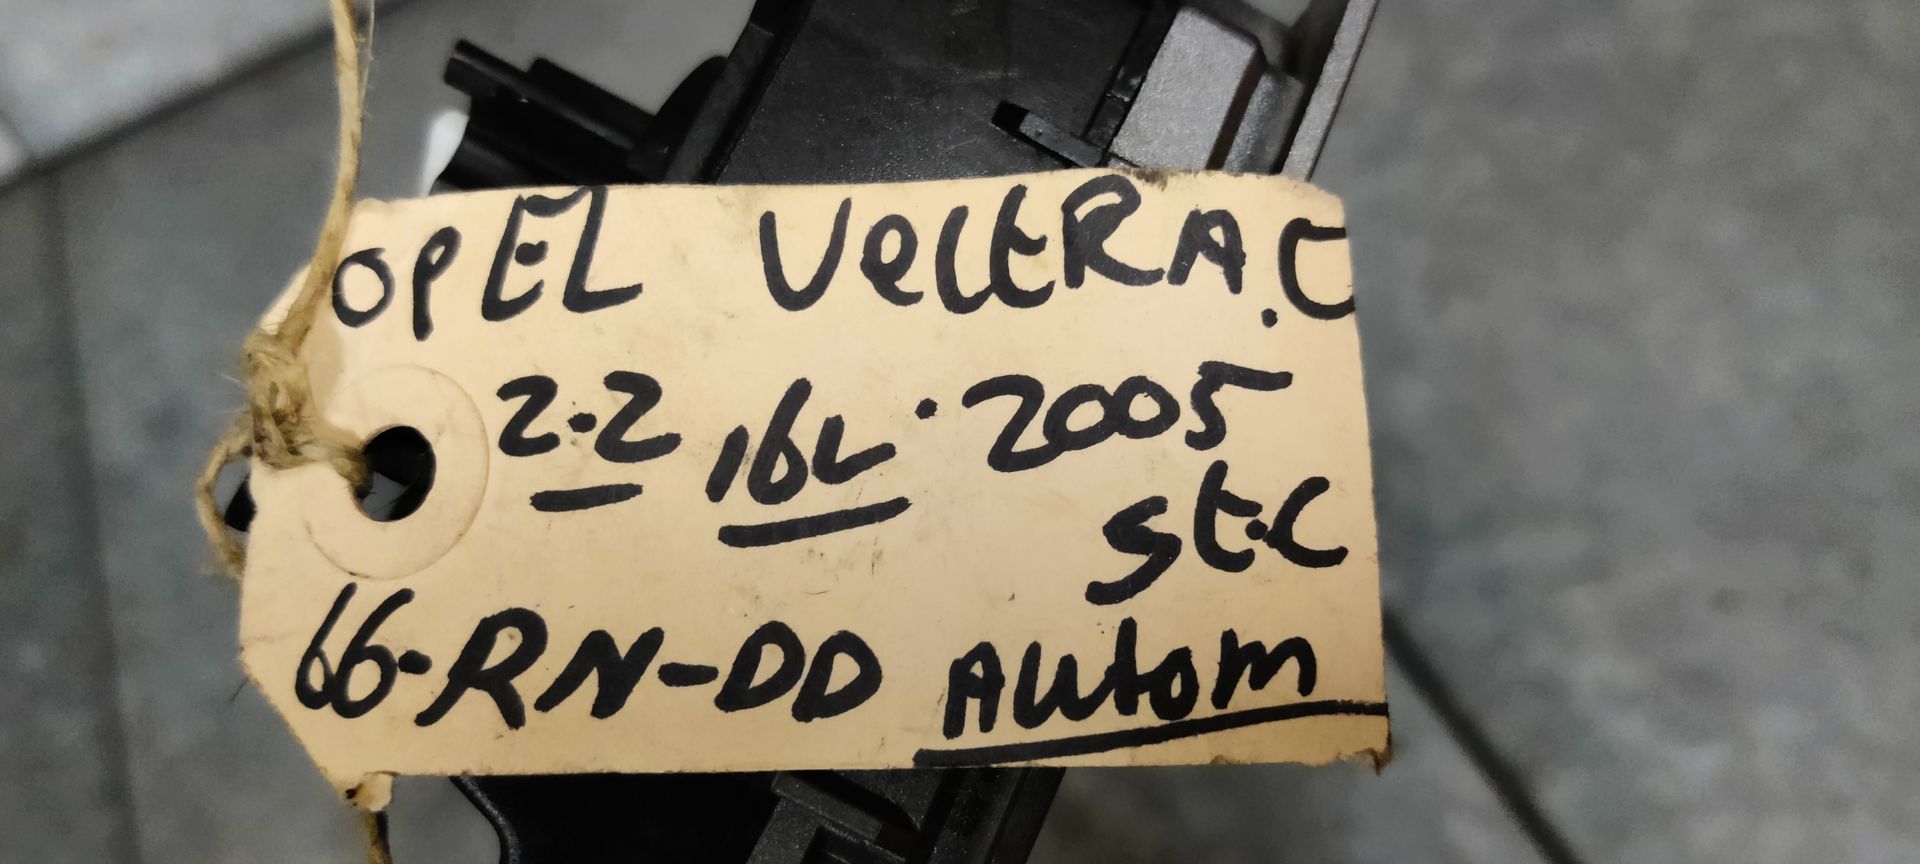 OPEL VectRA.C
2.2 16V. 2005
St.C
66-RN-DD Autom